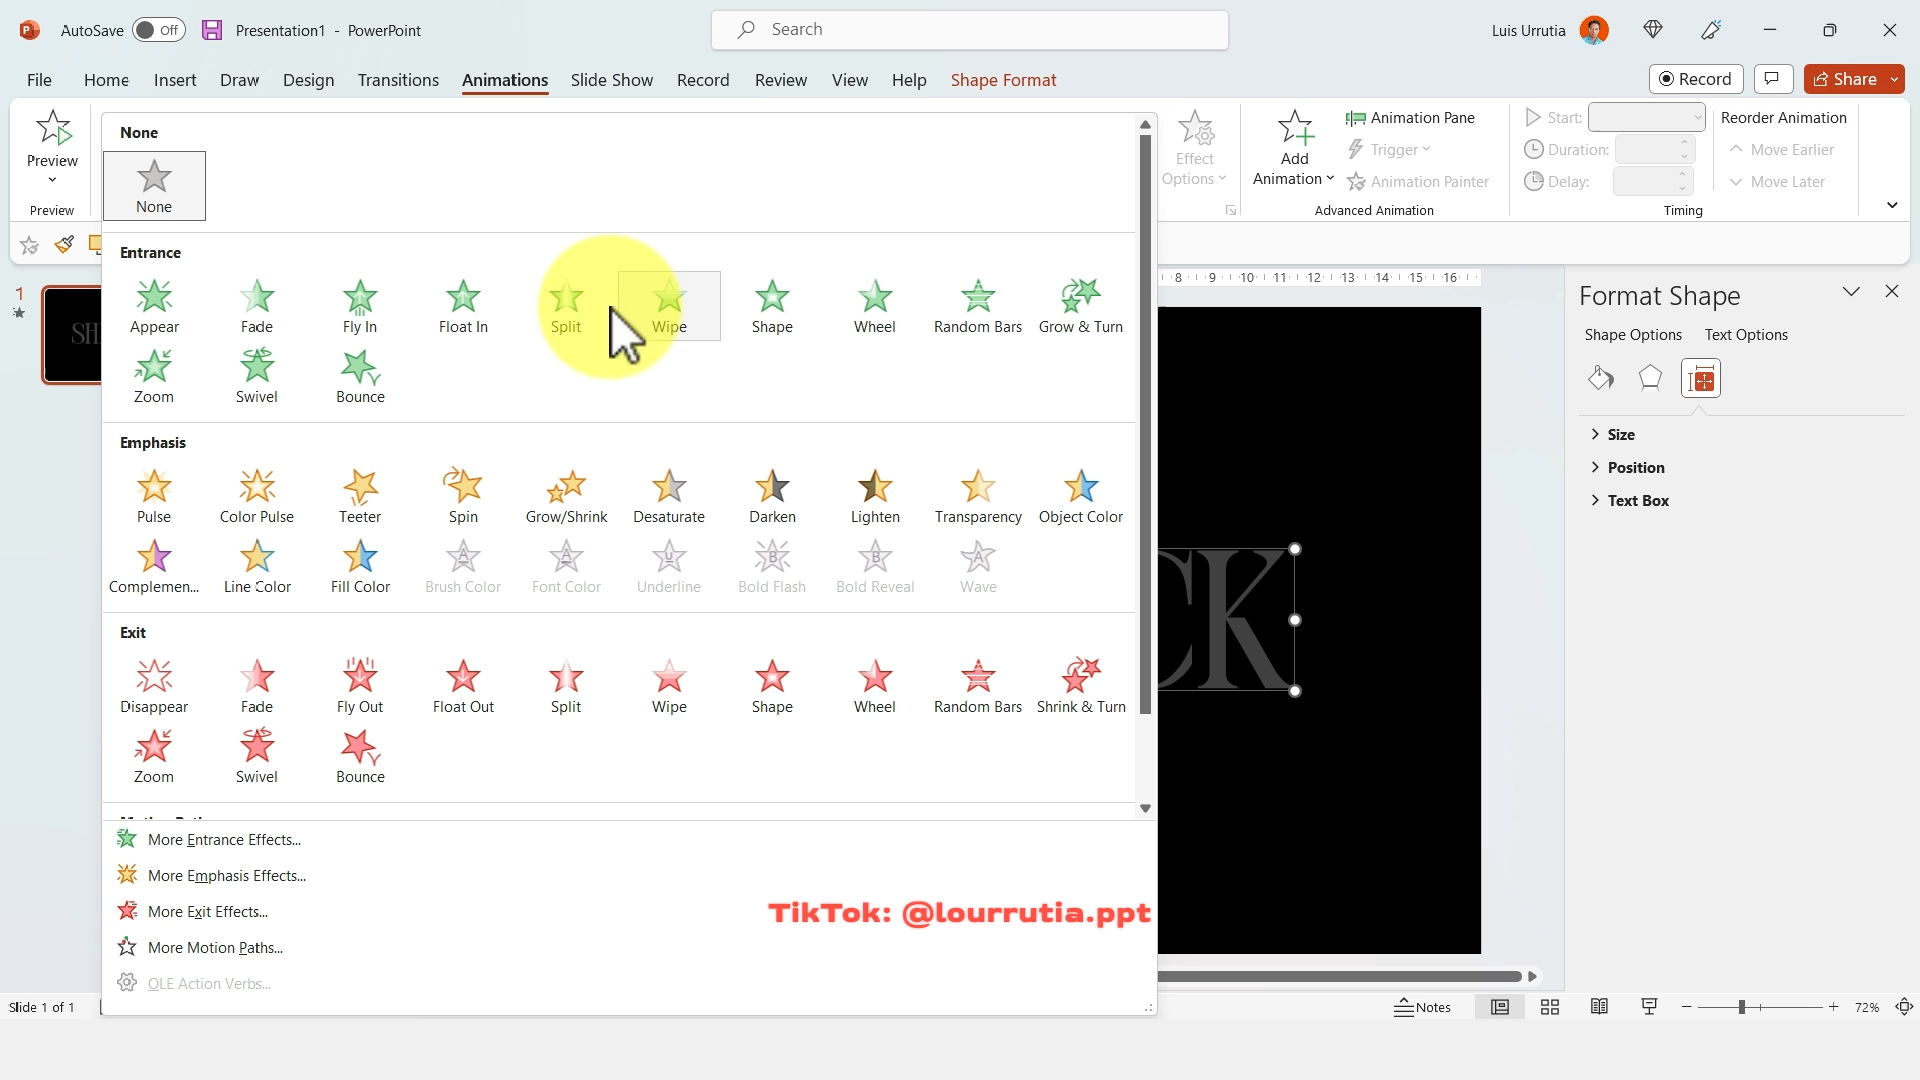 AutoSave Off Presentation1 - PowerPoint
Search
Luis Urrutia
File Home Insert Draw Design Transitions Animations Slide Show Record Review View Help Shape Format
Record Share
Preview
Preview
None
None
Entrance
Appear Fade Fly In Float In Split Wipe Shape Wheel Random Bars Grow & Turn
Zoom Swivel Bounce
Emphasis
Pulse Color Pulse Teeter Spin Grow/Shrink Desaturate Darken Lighten Transparency Object Color
Complemen... Line Color Fill Color Brush Color Font Color Underline Bold Flash Bold Reveal Wave
Exit
Disappear Fade Fly Out Float Out Split Wipe Shape Wheel Random Bars Shrink & Turn
Zoom Swivel Bounce
More Entrance Effects...
More Emphasis Effects...
More Exit Effects...
More Motion Paths...
OLE Action Verbs...
TikTok: @lourrutia.ppt
Effect
Options
Add
Animation
Animation Pane
Trigger
Animation Painter
Advanced Animation
Start:
Duration:
Delay:
Reorder Animation
Move Earlier
Move Later
Timing
8 9 10 11 12 13 14 15 16
1
SH
CK
Format Shape
Shape Options Text Options
Size
Position
Text Box
Slide 1 of 1
Notes
72%